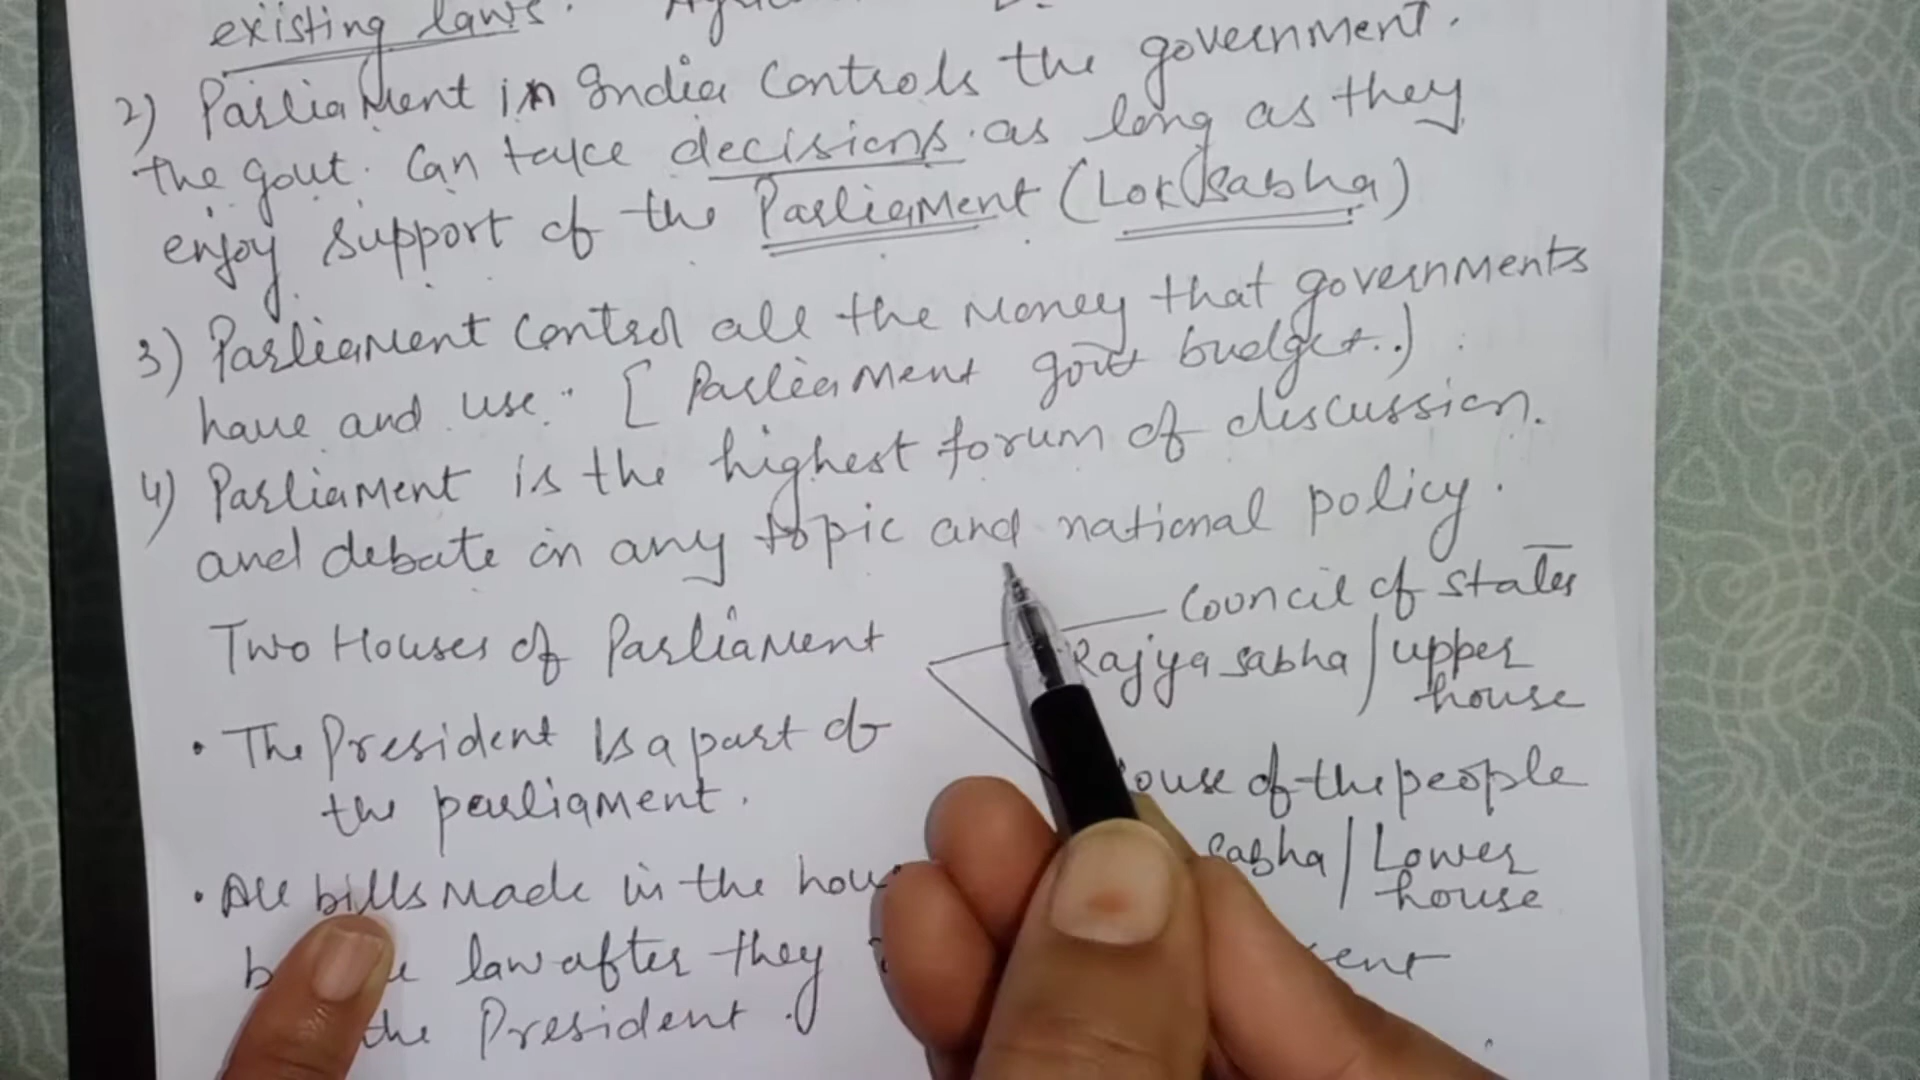 existing laws.
2) Parliament in India controls the government.
the govt. can take decisions as long as they
enjoy support of the Parliament (Lok sabha)
3) Parliament control all the money that governments
have and use. [Parliament govt budget..)
4) Parliament is the highest forum of discussion.
and debate on any topic and national policy.
Two Houses of Parliament
Council of states
Rajya sabha / upper
house
• The President is a part of
the parliament.
ouse of the people
sabha / Lower
house
• All bills made in the hou
law after they
the President.